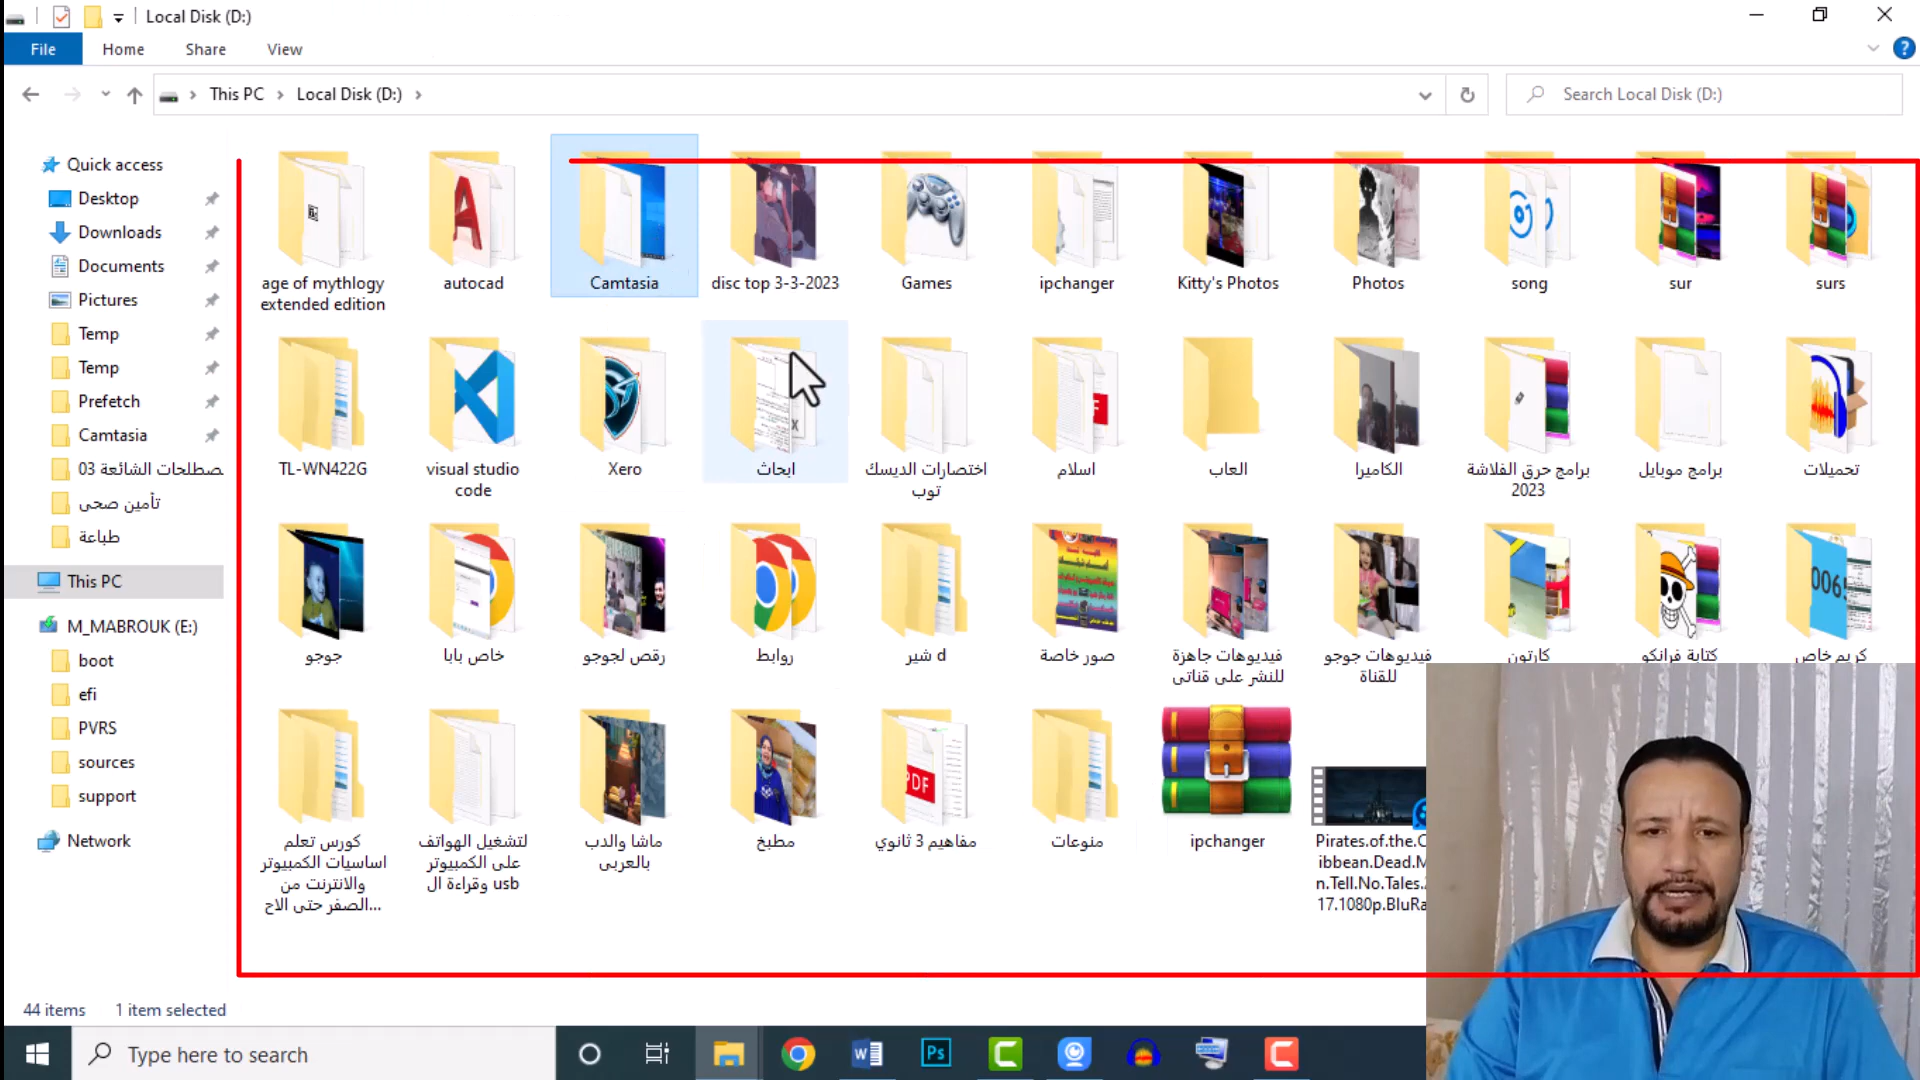 Local Disk (D:)
File
Home
Share
View
This PC
Local Disk (D:)
Search Local Disk (D:)
Quick access
Desktop
Downloads
Documents
Pictures
Temp
Temp
Prefetch
Camtasia
صطلحات الشائعة 03
تأمين صحى
طباعة
This PC
M_MABROUK (E:)
boot
efi
PVRS
sources
support
Network
age of mythlogy
extended edition
autocad
Camtasia
disc top 3-3-2023
Games
ipchanger
Kitty's Photos
Photos
song
sur
surs
TL-WN422G
visual studio
code
Xero
ابحاث
اختصارات الديسك
توب
اسلام
العاب
الكاميرا
برامج حرق الفلاشة
2023
برامج موبايل
تحميلات
جوجو
خاص بابا
رقص لجوجو
روابط
شير d
صور خاصة
فيديوهات جاهزة
للنشر على قناتى
فيديوهات جوجو
للقناة
كارتون
كتابة فرانكو
كريم خاص
006
كورس تعلم
اساسيات الكمبيوتر
والانترنت من
الصفر حتى الاح...
لتشغيل الهواتف
على الكمبيوتر
وقراءة ال usb
ماشا والدب
بالعربى
مطبخ
PDF
مفاهيم 3 ثانوي
منوعات
ipchanger
Pirates.of.the.C
ibbean.Dead.M
n.Tell.No.Tales.
17.1080p.BluRa
44 items
1 item selected
Type here to search
Ps